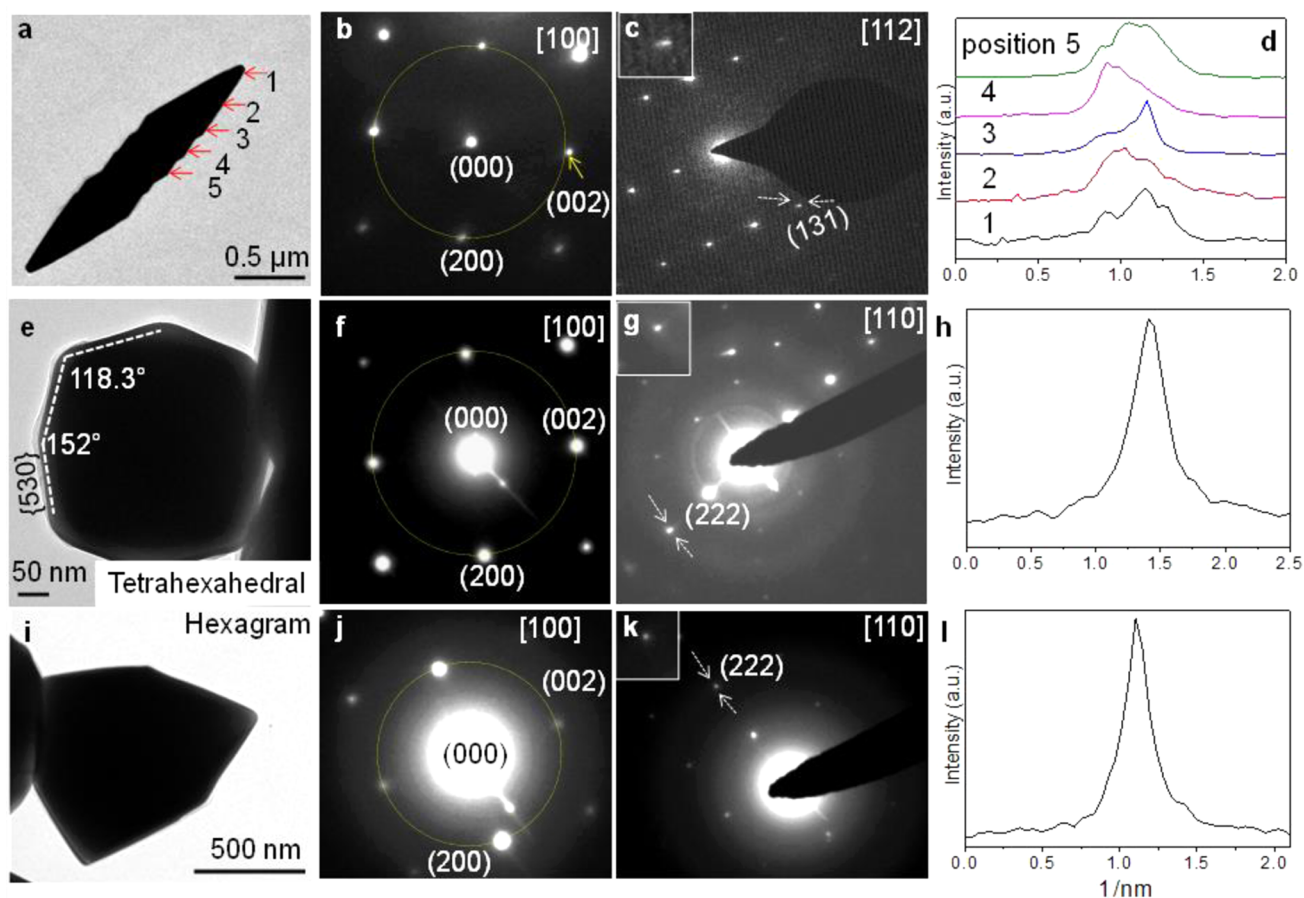 a
1
2
3
4
5
0.5 µm
b
[100]
(000)
(002)
(200)
c
[112]
(131)
d
position 5
4
3
2
1
Intensity (a.u.)
0.0 0.5 1.0 1.5 2.0
e
118.3°
152°
{530}
50 nm
Tetrahexahedral
f
[100]
(000)
(002)
(200)
g
[110]
(222)
h
Intensity (a.u.)
0.0 0.5 1.0 1.5 2.0 2.5
i
Hexagram
500 nm
j
[100]
(002)
(000)
(200)
k
[110]
(222)
l
Intensity (a.u.)
0.0 0.5 1.0 1.5 2.0
1/nm